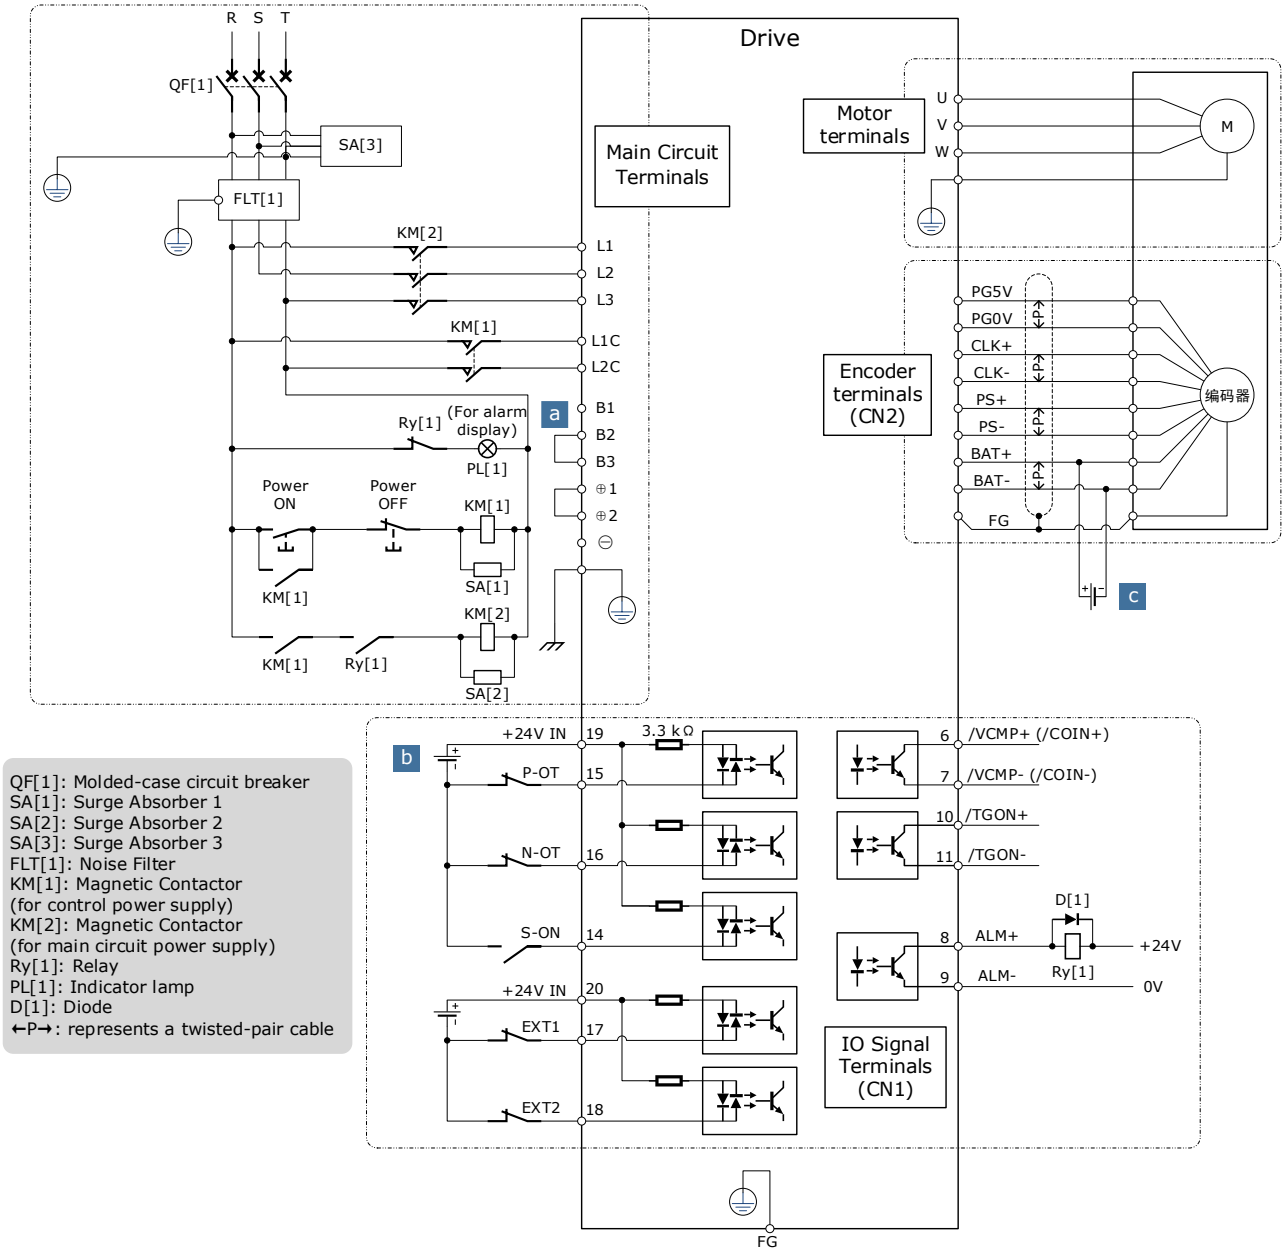 R S T
Drive
QF[1]
SA[3]
FLT[1]
Main Circuit
Terminals
Motor
terminals
U
V
W
M
KM[2]
L1
L2
L3
KM[1]
L1C
L2C
a
B1
B2
B3
⊕1
⊕2
⊖
Ry[1]
(For alarm
display)
PL[1]
Power
ON
Power
OFF
KM[1]
SA[1]
KM[1]
KM[2]
KM[1]
Ry[1]
SA[2]
Encoder
terminals
(CN2)
PG5V
PG0V
CLK+
CLK-
PS+
PS-
BAT+
BAT-
FG
←P→
←P→
←P→
←P→
编码器
+ -
c
QF[1]: Molded-case circuit breaker
SA[1]: Surge Absorber 1
SA[2]: Surge Absorber 2
SA[3]: Surge Absorber 3
FLT[1]: Noise Filter
KM[1]: Magnetic Contactor
(for control power supply)
KM[2]: Magnetic Contactor
(for main circuit power supply)
Ry[1]: Relay
PL[1]: Indicator lamp
D[1]: Diode
←P→: represents a twisted-pair cable
b
+
-
+24V IN 19
3.3 kΩ
P-OT 15
N-OT 16
S-ON 14
+
-
+24V IN 20
EXT1 17
EXT2 18
6 /VCMP+ (/COIN+)
7 /VCMP- (/COIN-)
10 /TGON+
11 /TGON-
D[1]
8 ALM+
+24V
Ry[1]
9 ALM-
0V
IO Signal
Terminals
(CN1)
FG